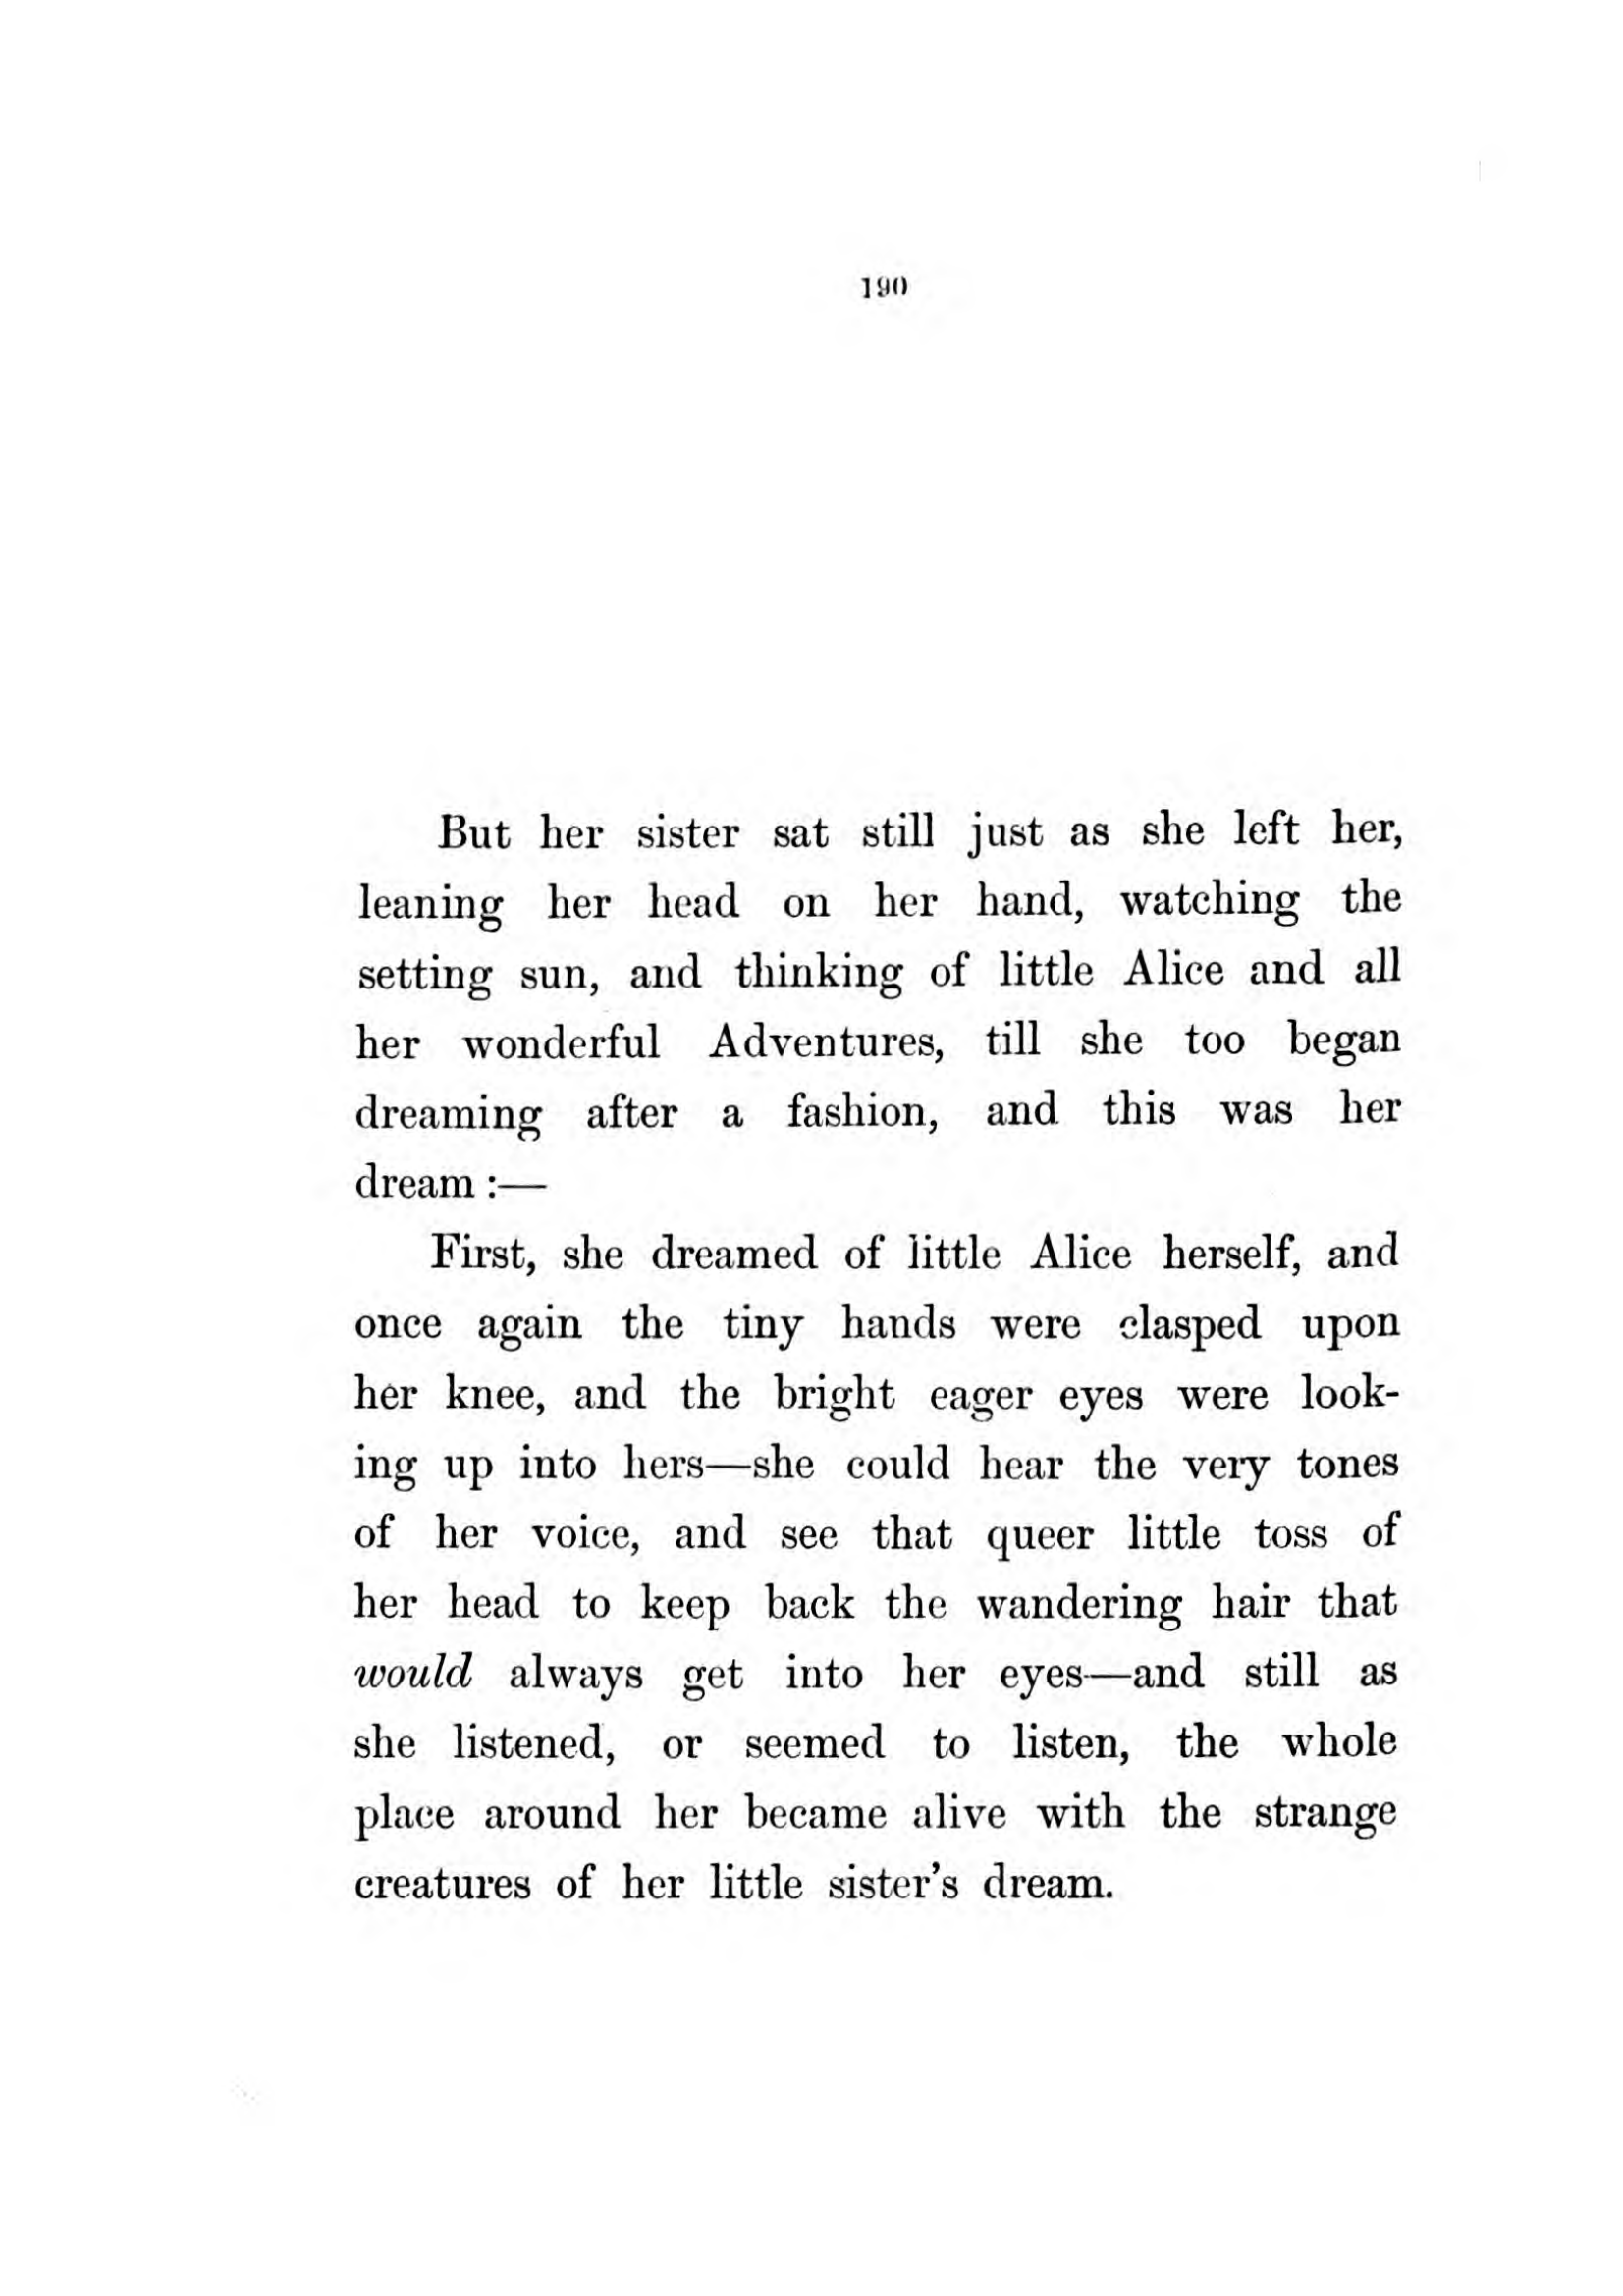 190
But her sister sat still just as she left her,
leaning her head on her hand, watching the
setting sun, and thinking of little Alice and all
her wonderful Adventures, till she too began
dreaming after a fashion, and this was her
dream :—
First, she dreamed of little Alice herself, and
once again the tiny hands were clasped upon
her knee, and the bright eager eyes were look-
ing up into hers—she could hear the very tones
of her voice, and see that queer little toss of
her head to keep back the wandering hair that
would always get into her eyes—and still as
she listened, or seemed to listen, the whole
place around her became alive with the strange
creatures of her little sister's dream.